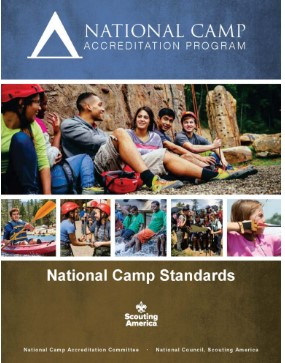 NATIONAL CAMP
ACCREDITATION PROGRAM
National Camp Standards
Scouting
America
National Camp Accreditation Committee · National Council, Scouting America